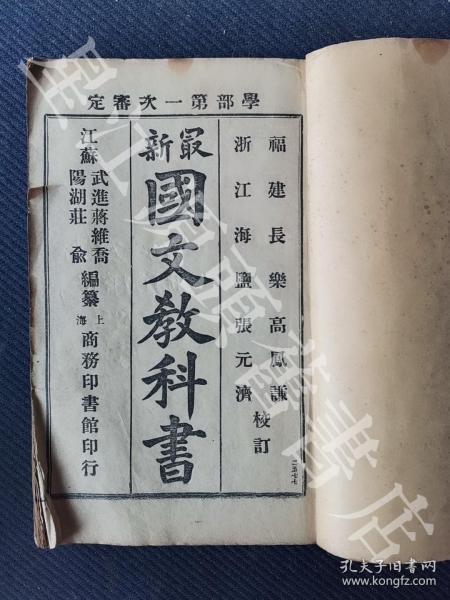 學部第一次審定
福建長樂高鳳謙
浙江海鹽張元濟
校訂
最新
國文教科書
江蘇
武進蔣維喬
陽湖莊俞
編纂
上海
商務印書館印行
孔夫子旧书网
www.kongfz.com